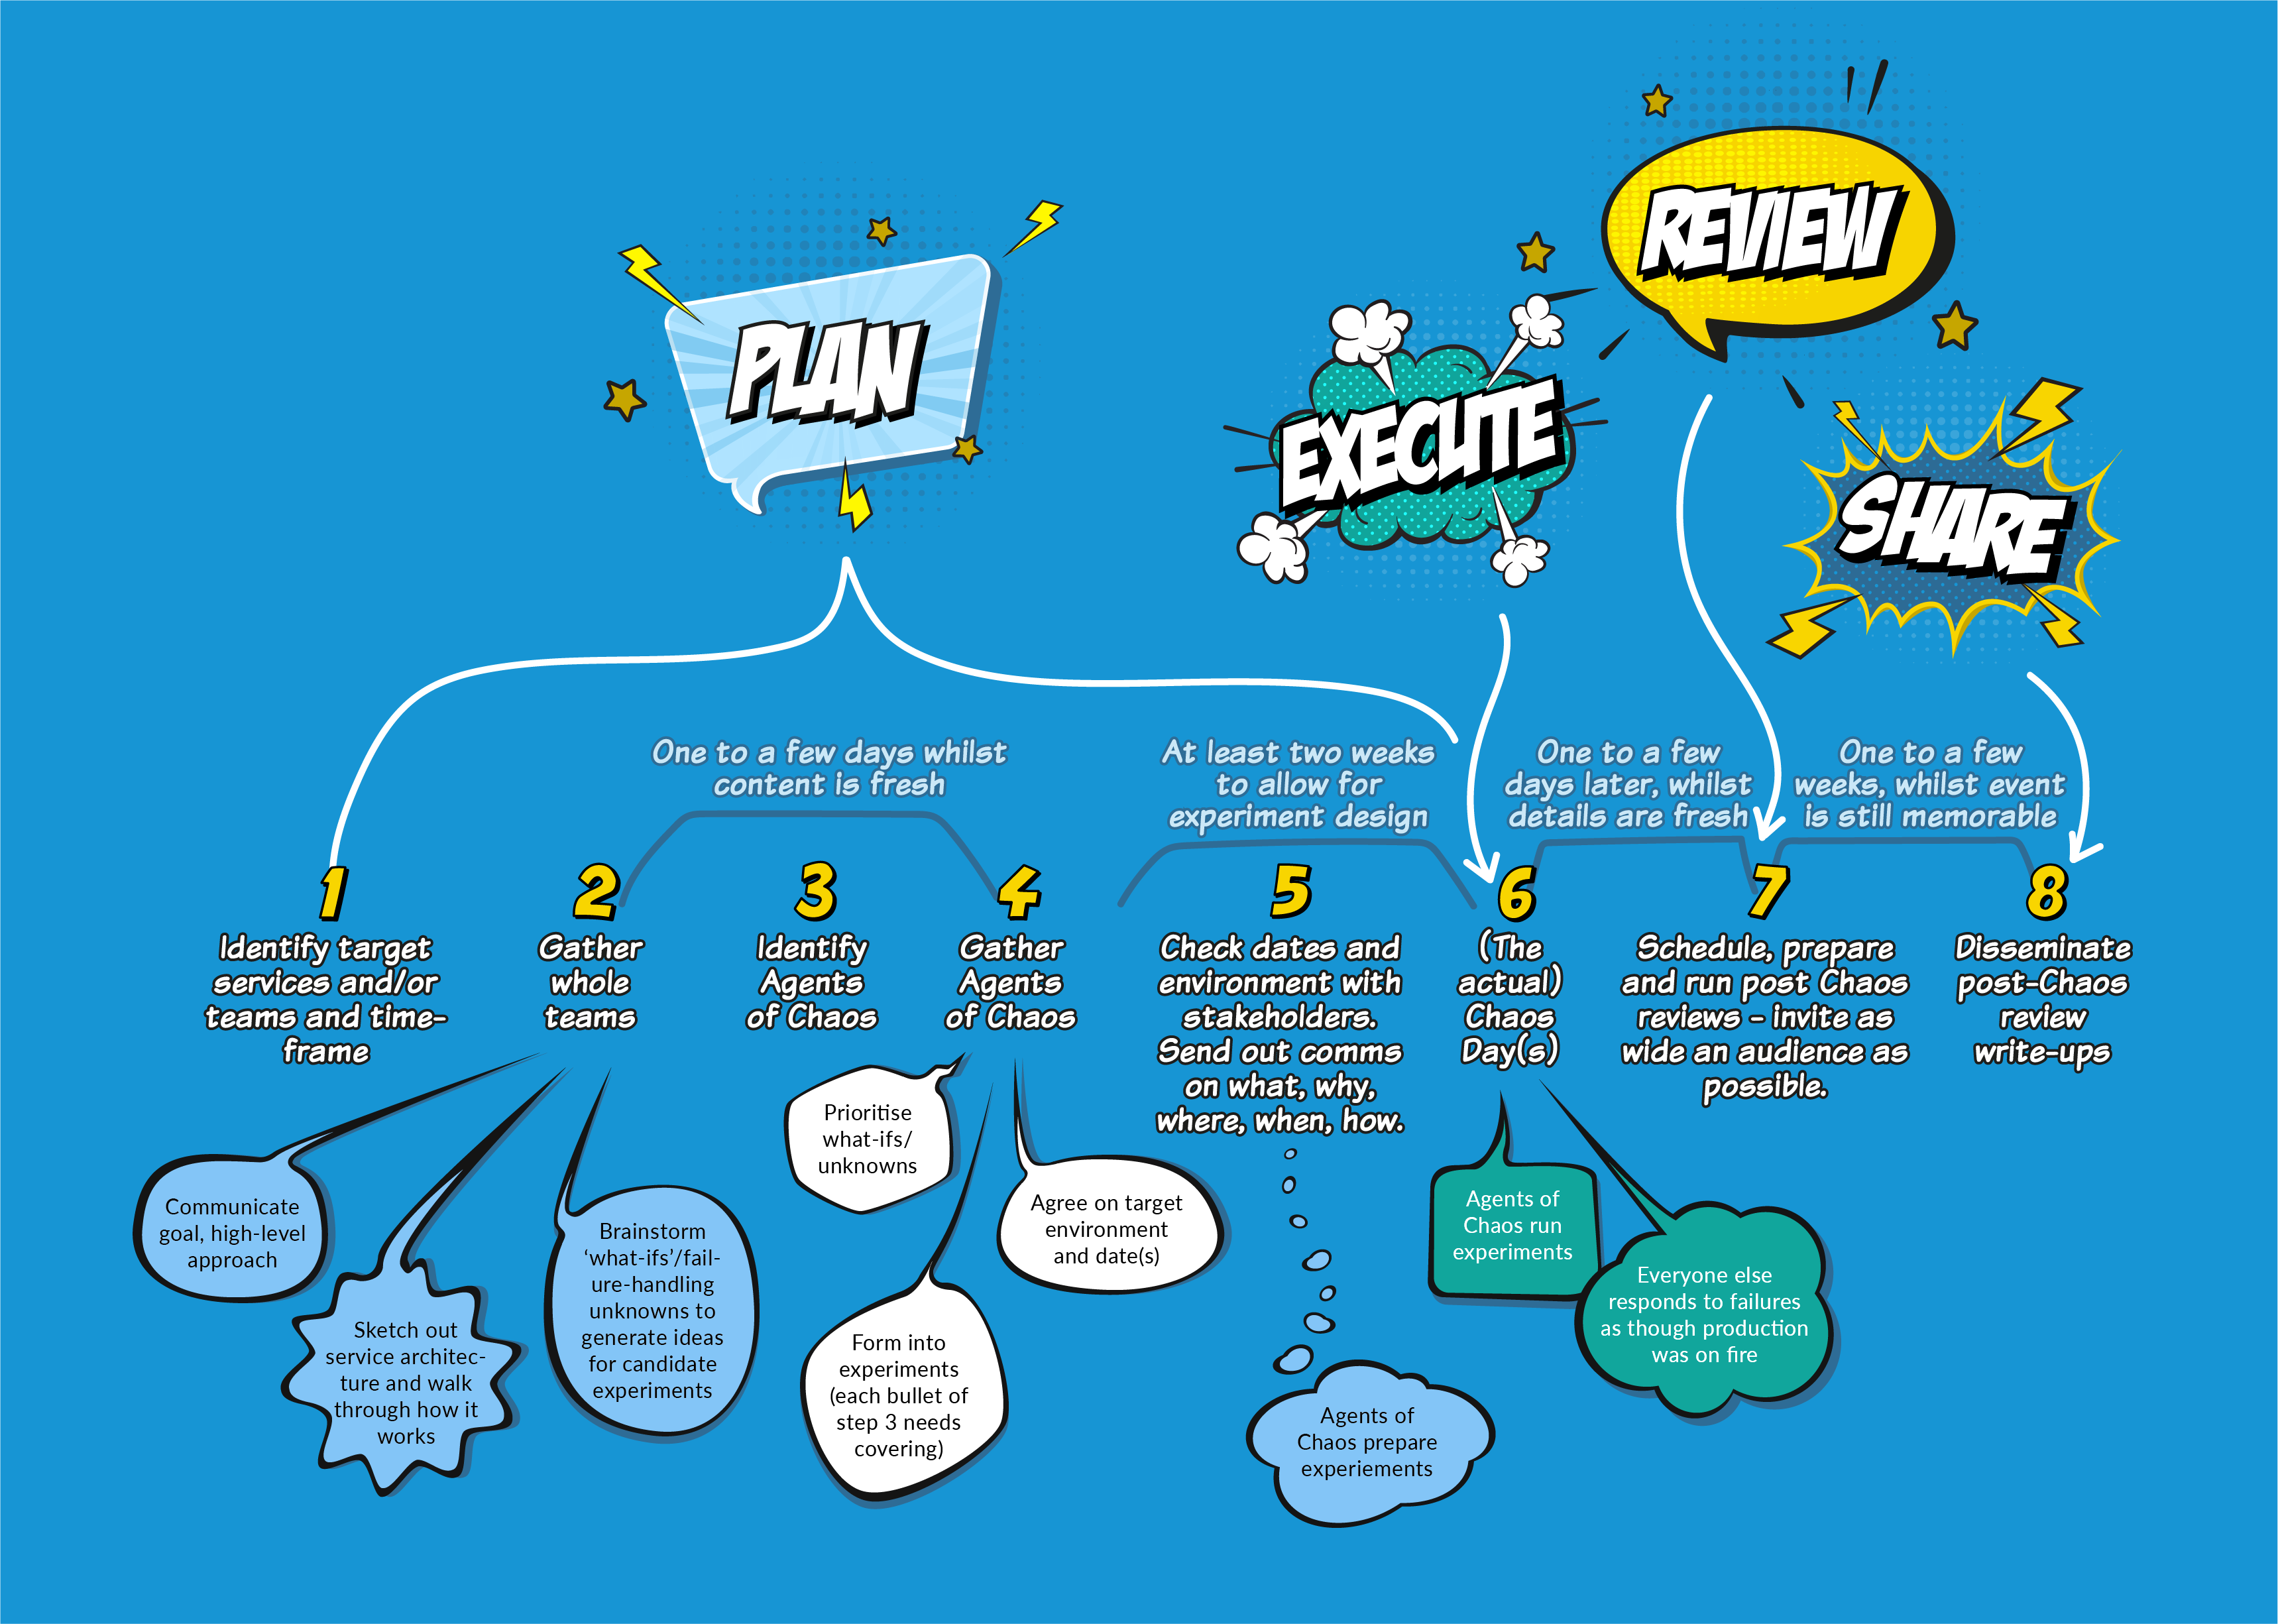 PLAN
EXECUTE
REVIEW
SHARE
One to a few days whilst
content is fresh
At least two weeks
to allow for
experiment design
One to a few
days later, whilst
details are fresh
One to a few
weeks, whilst event
is still memorable
1
Identify target
services and/or
teams and time-
frame
2
Gather
whole
teams
Communicate
goal, high-level
approach
Sketch out
service architec-
ture and walk
through how it
works
Brainstorm
‘what-ifs’/fail-
ure-handling
unknowns to
generate ideas
for candidate
experiments
3
Identify
Agents
of Chaos
4
Gather
Agents
of Chaos
Prioritise
what-ifs/
unknowns
Form into
experiments
(each bullet of
step 3 needs
covering)
Agree on target
environment
and date(s)
5
Check dates and
environment with
stakeholders.
Send out comms
on what, why,
where, when, how.
Agents of
Chaos prepare
experiements
6
(The
actual)
Chaos
Day(s)
Agents of
Chaos run
experiments
Everyone else
responds to failures
as though production
was on fire
7
Schedule, prepare
and run post Chaos
reviews - invite as
wide an audience as
possible.
8
Disseminate
post-Chaos
review
write-ups